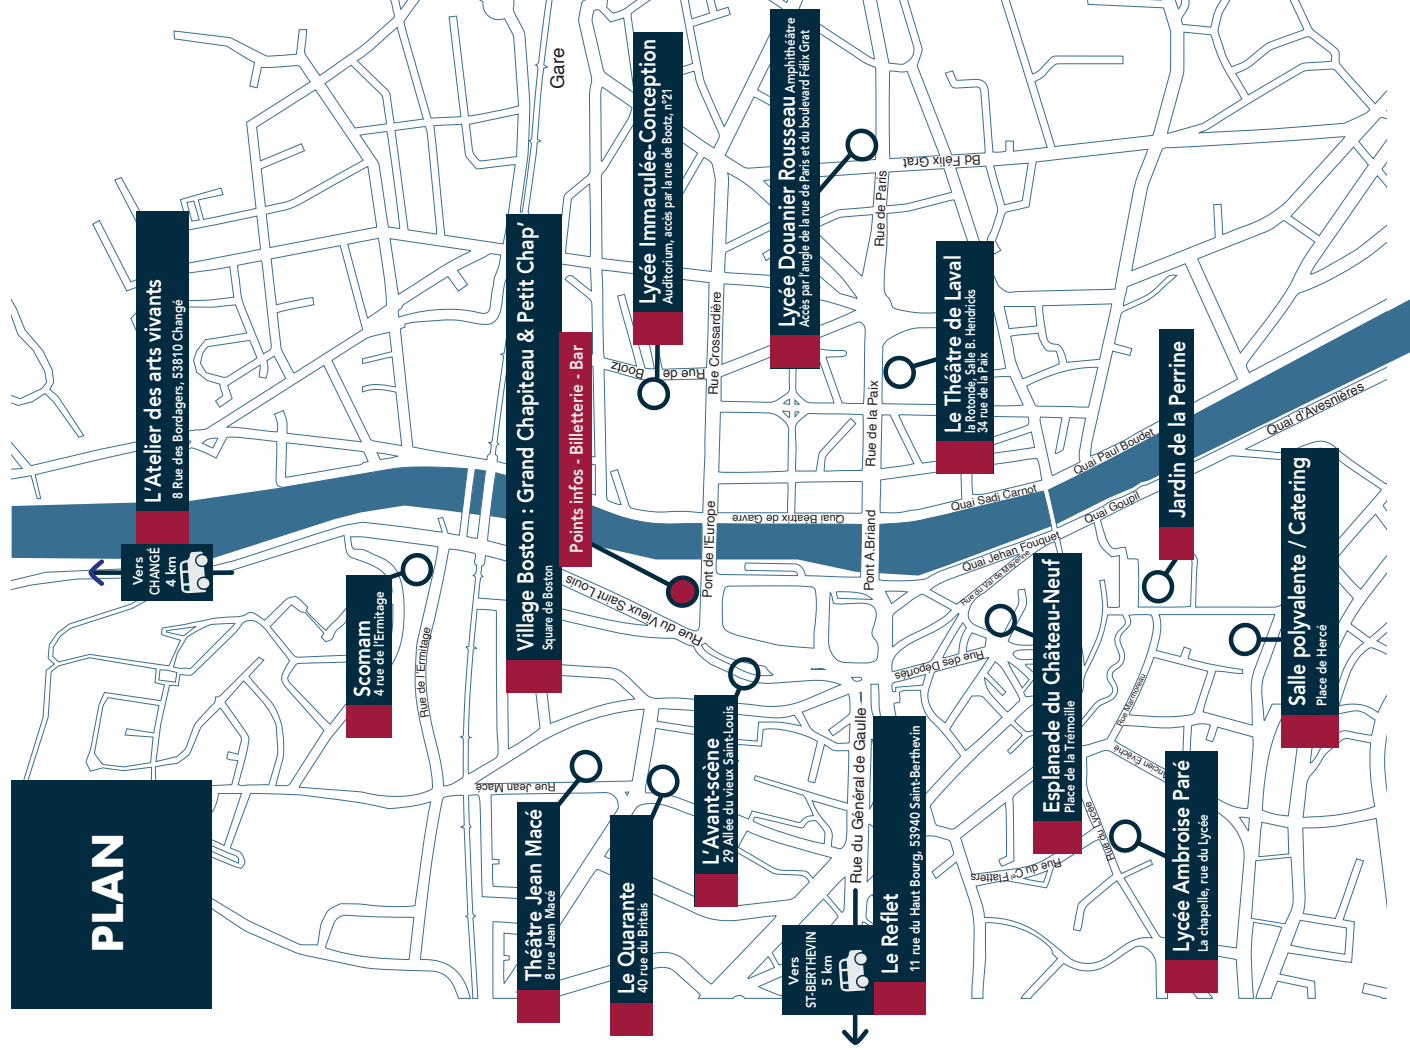 PLAN
Vers
CHANGÉ
4 km
L'Atelier des arts vivants
8 Rue des Bordagers, 53810 Changé
Scomam
4 rue de l'Ermitage
Rue de l'Ermitage
Gare
Village Boston : Grand Chapiteau & Petit Chap'
Square de Boston
Points infos - Billetterie - Bar
Lycée Immaculée-Conception
Auditorium, accès par la rue de Bootz, n°21
Rue de
Bootz
Rue Crossardière
Lycée Douanier Rousseau Amphithéâtre
Accès par l'angle de la rue de Paris et du boulevard Félix Grat
Bd Félix Grat
Rue de Paris
Rue de la Paix
Le Théâtre de Laval
la Rotonde, Salle B. Hendricks
34 rue de la Paix
Rue Jean Macé
Théâtre Jean Macé
8 rue Jean Macé
Le Quarante
40 rue du Britais
L'Avant-scène
29 Allée du vieux Saint-Louis
Rue du Vieux Saint Louis
Pont de l'Europe
Quai Béatrix de Gavre
Pont A.Briand
Quai Sadi Carnot
Quai Paul Boudet
Quai Jehan Fouquet
Quai Goupil
Quai d'Avesnières
Rue du Val de Mayenne
Rue des Déportés
Rue du Général de Gaulle
Vers
ST-BERTHEVIN
5 km
Le Reflet
11 rue du Haut Bourg, 53940 Saint-Berthevin
Esplanade du Château-Neuf
Place de la Trémoille
Jardin de la Perrine
Rue Marmoreau
Ancien Evêché
Rue du Lycée
Rue du Cel Flatters
Lycée Ambroise Paré
La chapelle, rue du Lycée
Salle polyvalente / Catering
Place de Hercé